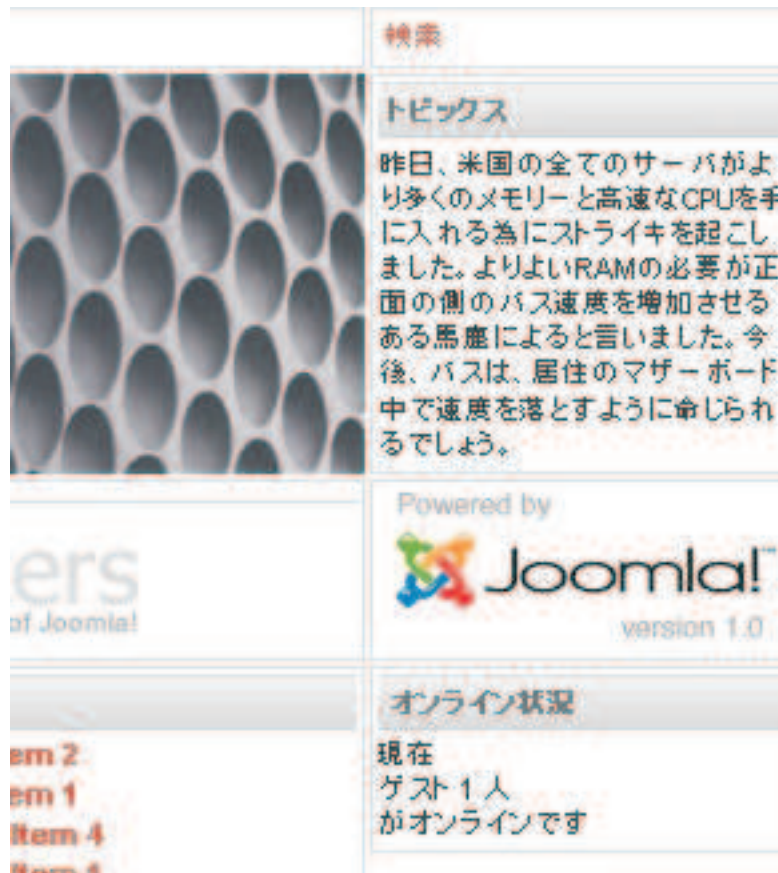 検索
トピックス
昨日、米国の全てのサーバがよ
り多くのメモリーと高速なCPUを手
に入れる為にストライキを起こし
ました。よりよいRAMの必要が正
面の側のバス速度を増加させる
ある馬鹿によると言いました。今
後、バスは、居住のマザーボード
中で速度を落とすように命じられ
るでしょう。
Powered by
Joomla!™
version 1.0
ers
of Joomla!
オンライン状況
現在
ゲスト 1 人
がオンラインです
em 2
em 1
Item 4